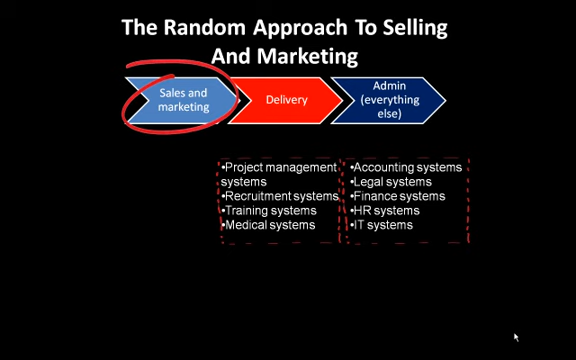 The Random Approach To Selling
And Marketing
Sales and
marketing
Delivery
Admin
(everything
else)
•Project management
systems
•Recruitment systems
•Training systems
•Medical systems
•Accounting systems
•Legal systems
•Finance systems
•HR systems
•IT systems